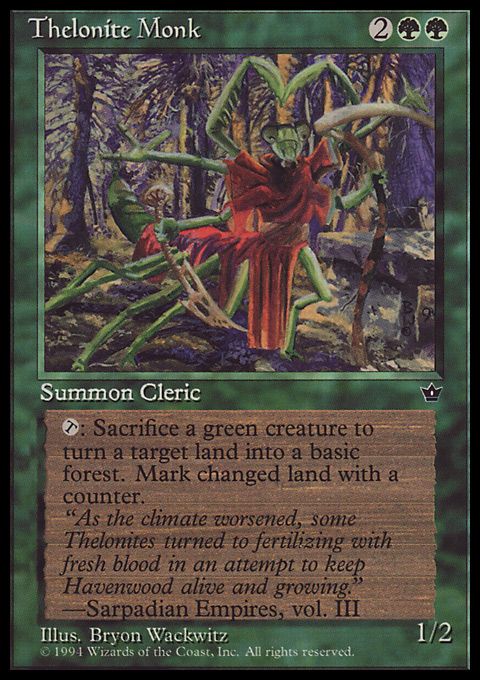 Thelonite Monk 2
Summon Cleric
T: Sacrifice a green creature to
turn a target land into a basic
forest. Mark changed land with a
counter.
“As the climate worsened, some
Thelonites turned to fertilizing with
fresh blood in an attempt to keep
Havenwood alive and growing.”
—Sarpadian Empires, vol. III
Illus. Bryon Wackwitz
1/2
© 1994 Wizards of the Coast, Inc. All rights reserved.